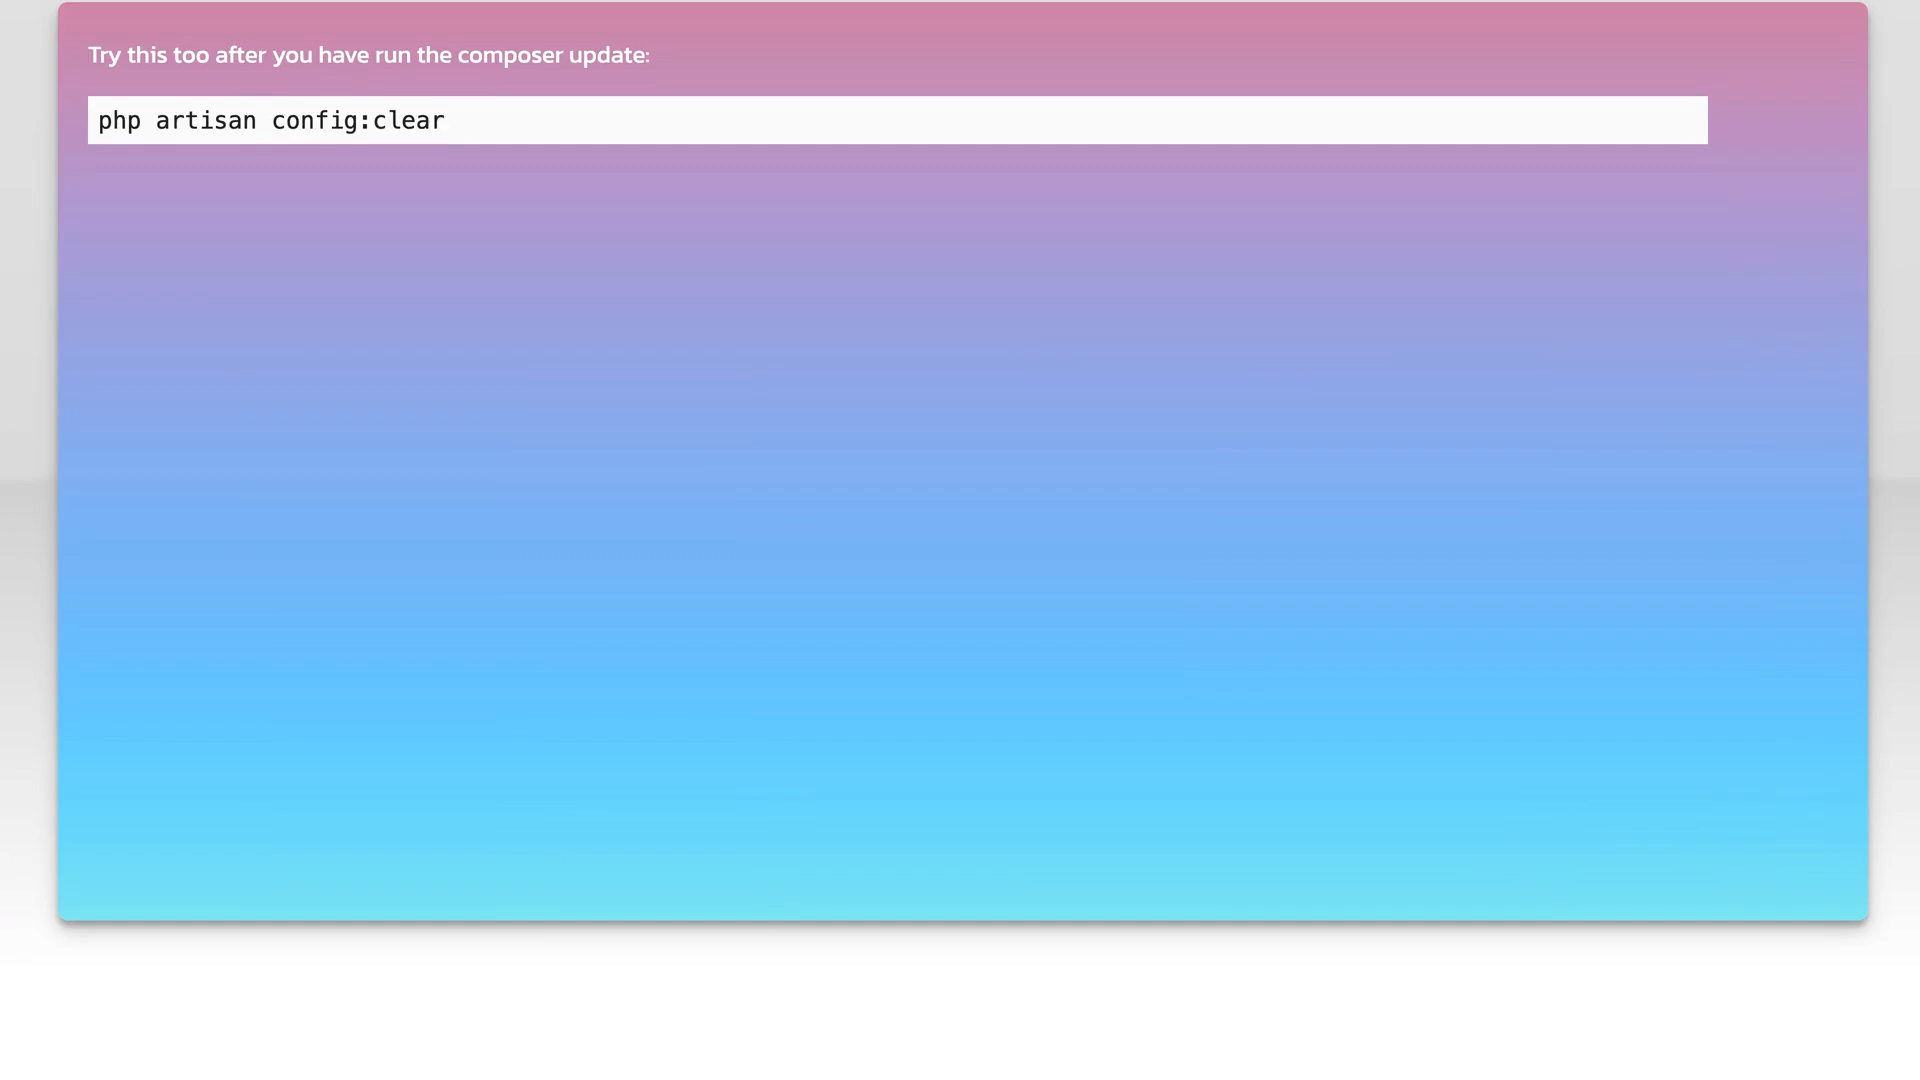 Try this too after you have run the composer update:
php artisan config:clear